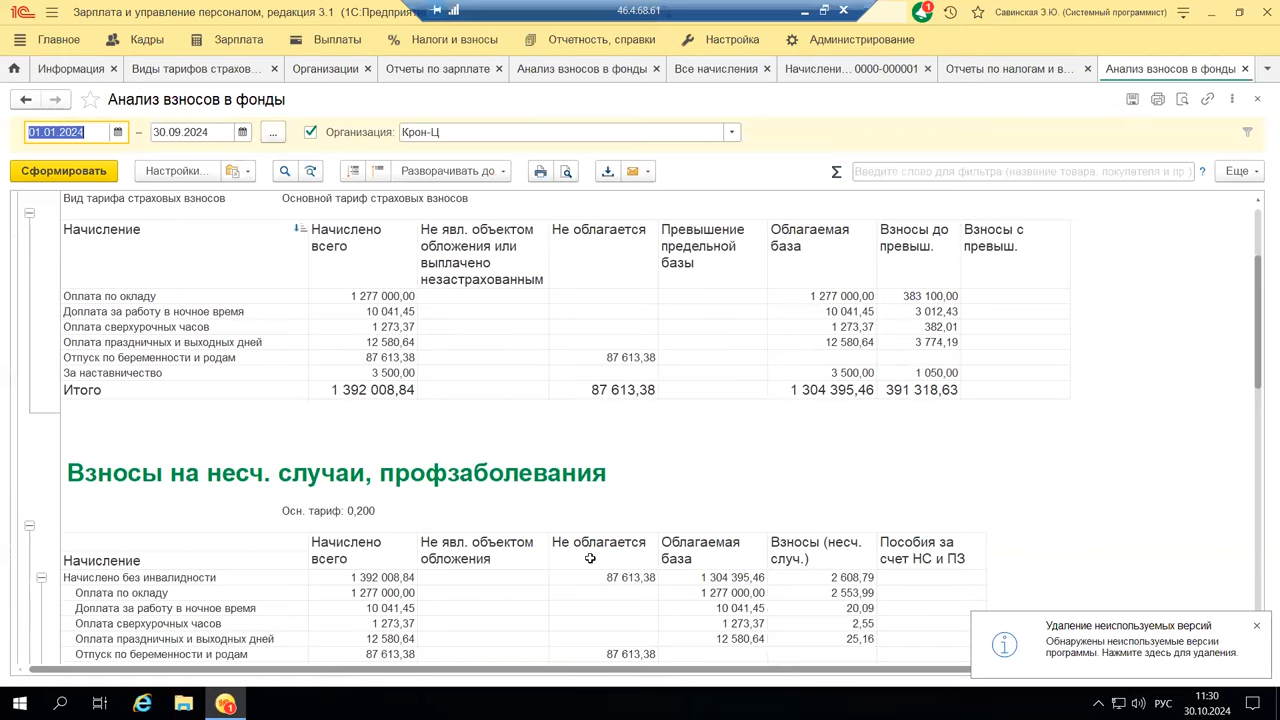 Зарплата и управление персоналом, редакция 3.1 (1С:Предприя
46.4.68.61
1
Савинская З.Ю. (Системный программист)
Главное
Кадры
Зарплата
Выплаты
Налоги и взносы
Отчетность, справки
Настройка
Администрирование
Информация
Виды тарифов страхов...
Организации
Отчеты по зарплате
Анализ взносов в фонды
Все начисления
Начислени... 0000-000001
Отчеты по налогам и в...
Анализ взносов в фонды
Анализ взносов в фонды
01.01.2024
–
30.09.2024
...
Организация:
Крон-Ц
Сформировать
Настройки...
Разворачивать до
Σ
Введите слово для фильтра (название товара, покупателя и пр.)
?
Еще
Вид тарифа страховых взносов
Основной тариф страховых взносов
Начисление
Начислено всего
Не явл. объектом обложения или выплачено незастрахованным
Не облагается
Превышение предельной базы
Облагаемая база
Взносы до превыш.
Взносы с превыш.
Оплата по окладу 1 277 000,00 1 277 000,00 383 100,00
Доплата за работу в ночное время 10 041,45 10 041,45 3 012,43
Оплата сверхурочных часов 1 273,37 1 273,37 382,01
Оплата праздничных и выходных дней 12 580,64 12 580,64 3 774,19
Отпуск по беременности и родам 87 613,38 87 613,38
За наставничество 3 500,00 3 500,00 1 050,00
Итого 1 392 008,84 87 613,38 1 304 395,46 391 318,63
Взносы на несч. случаи, профзаболевания
Осн. тариф: 0,200
Начисление
Начислено всего
Не явл. объектом обложения
Не облагается
Облагаемая база
Взносы (несч. случ.)
Пособия за счет НС и ПЗ
Начислено без инвалидности 1 392 008,84 87 613,38 1 304 395,46 2 608,79
Оплата по окладу 1 277 000,00 1 277 000,00 2 553,99
Доплата за работу в ночное время 10 041,45 10 041,45 20,09
Оплата сверхурочных часов 1 273,37 1 273,37 2,55
Оплата праздничных и выходных дней 12 580,64 12 580,64 25,16
Отпуск по беременности и родам 87 613,38 87 613,38
Удаление неиспользуемых версий
Обнаружены неиспользуемые версии
программы. Нажмите здесь для удаления.
РУС
11:30
30.10.2024